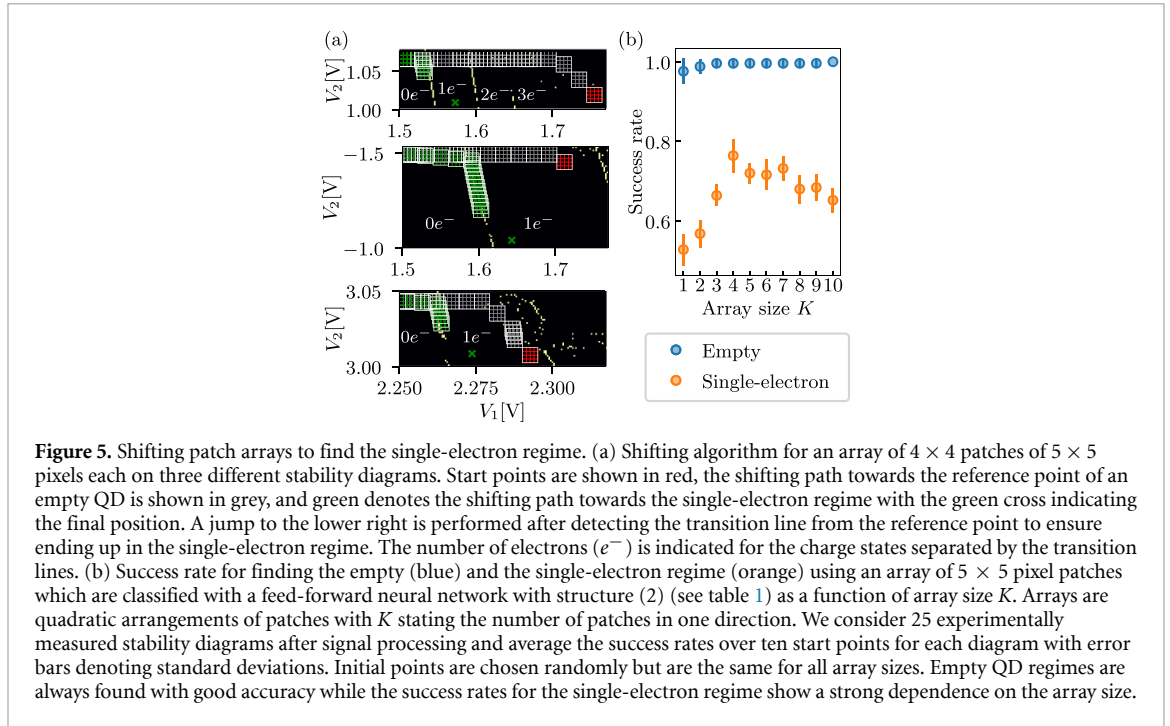 (a)
V₂[V]
1.05
1.00
0e⁻ 1e⁻ 2e⁻ 3e⁻
1.5 1.6 1.7
V₂[V]
−1.5
−1.0
0e⁻ 1e⁻
1.5 1.6 1.7
V₂[V]
3.05
3.00
0e⁻ 1e⁻
2.250 2.275 2.300
V₁[V]
(b)
Success rate
1.0
0.8
0.6
1 2 3 4 5 6 7 8 9 10
Array size K
Empty
Single-electron
Figure 5. Shifting patch arrays to find the single-electron regime. (a) Shifting algorithm for an array of 4 × 4 patches of 5 × 5
pixels each on three different stability diagrams. Start points are shown in red, the shifting path towards the reference point of an
empty QD is shown in grey, and green denotes the shifting path towards the single-electron regime with the green cross indicating
the final position. A jump to the lower right is performed after detecting the transition line from the reference point to ensure
ending up in the single-electron regime. The number of electrons (e⁻) is indicated for the charge states separated by the transition
lines. (b) Success rate for finding the empty (blue) and the single-electron regime (orange) using an array of 5 × 5 pixel patches
which are classified with a feed-forward neural network with structure (2) (see table 1) as a function of array size K. Arrays are
quadratic arrangements of patches with K stating the number of patches in one direction. We consider 25 experimentally
measured stability diagrams after signal processing and average the success rates over ten start points for each diagram with error
bars denoting standard deviations. Initial points are chosen randomly but are the same for all array sizes. Empty QD regimes are
always found with good accuracy while the success rates for the single-electron regime show a strong dependence on the array size.